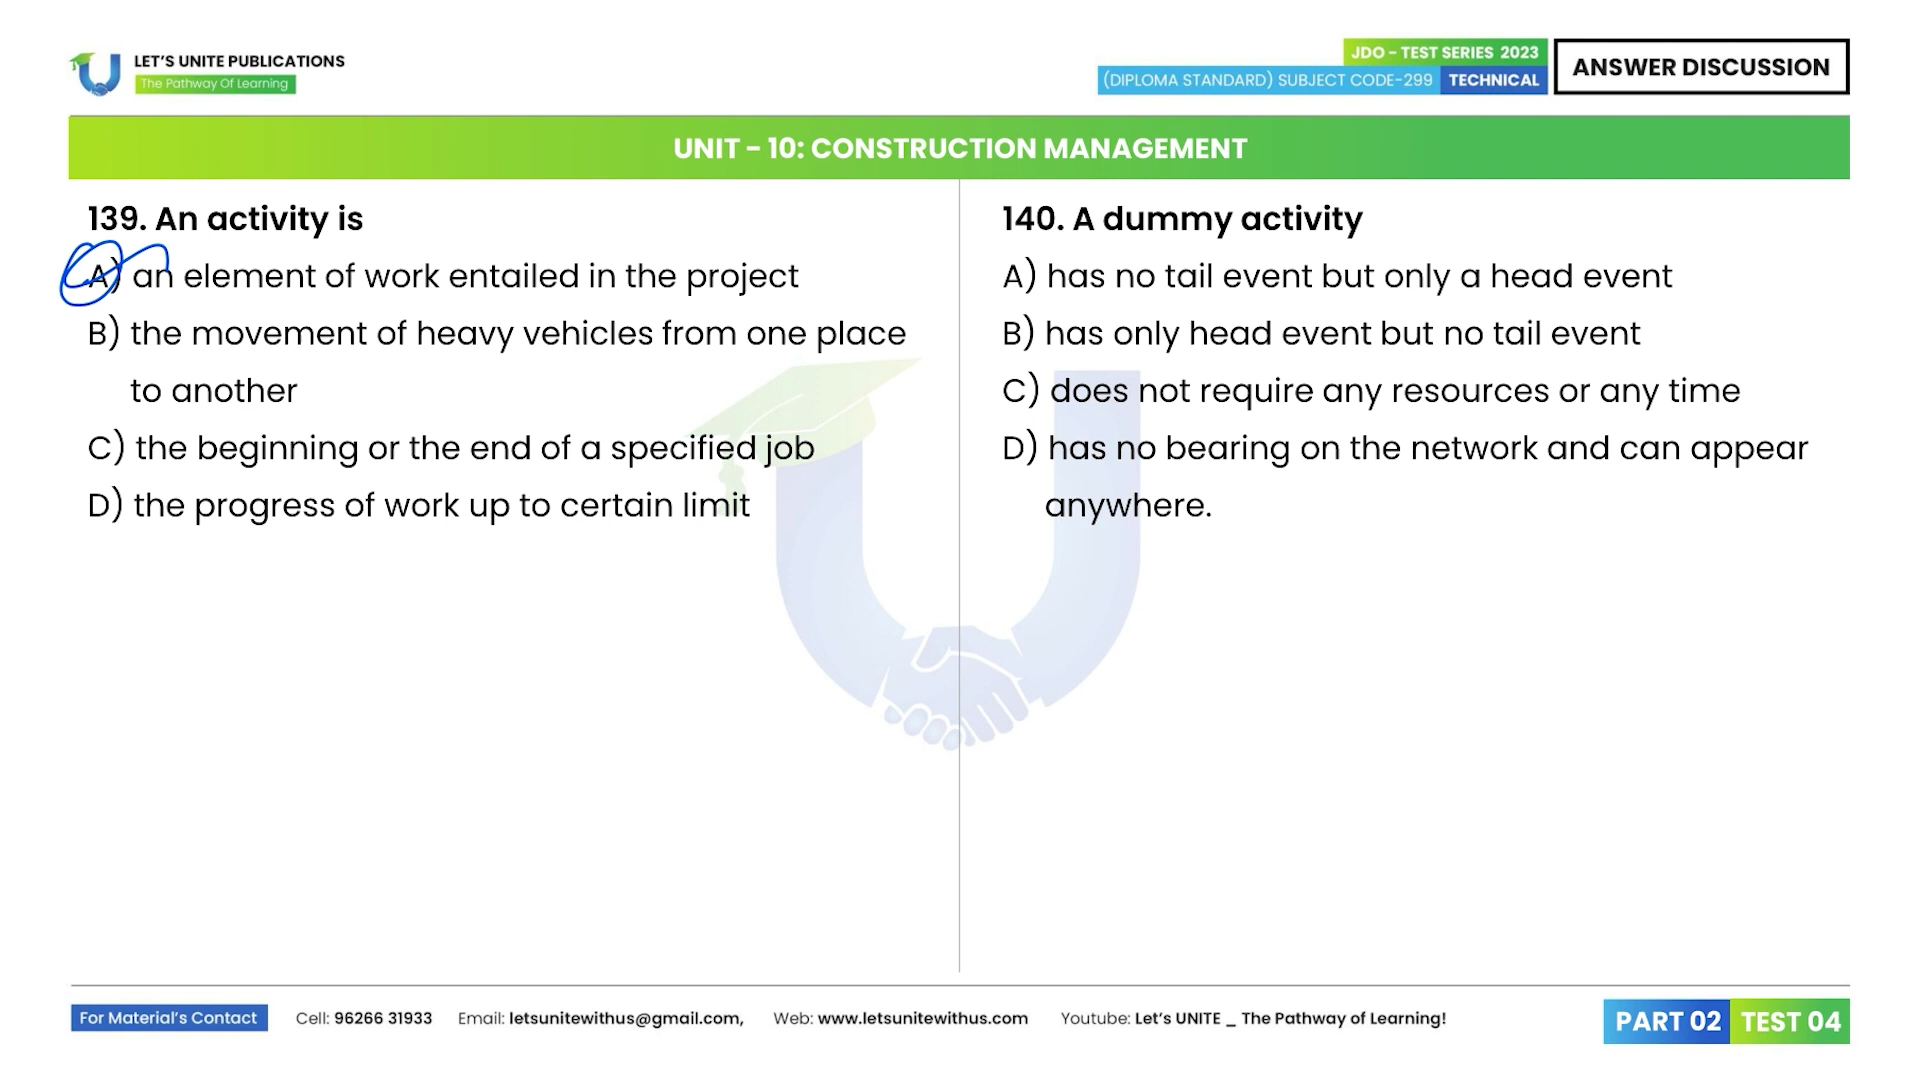 LET'S UNITE PUBLICATIONS
The Pathway Of Learning
JDO - TEST SERIES 2023
(DIPLOMA STANDARD) SUBJECT CODE-299 TECHNICAL
ANSWER DISCUSSION
UNIT - 10: CONSTRUCTION MANAGEMENT
139. An activity is
A) an element of work entailed in the project
B) the movement of heavy vehicles from one place
to another
C) the beginning or the end of a specified job
D) the progress of work up to certain limit
140. A dummy activity
A) has no tail event but only a head event
B) has only head event but no tail event
C) does not require any resources or any time
D) has no bearing on the network and can appear
anywhere.
For Material's Contact Cell: 96266 31933 Email: letsunitewithus@gmail.com, Web: www.letsunitewithus.com Youtube: Let's UNITE _ The Pathway of Learning!
PART 02 TEST 04